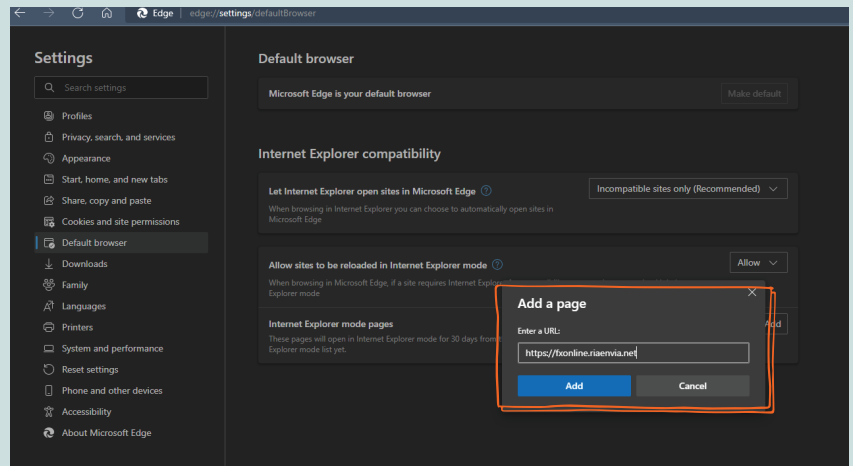 Edge edge://settings/defaultBrowser
Settings
Search settings
Profiles
Privacy, search, and services
Appearance
Start, home, and new tabs
Share, copy and paste
Cookies and site permissions
Default browser
Downloads
Family
Languages
Printers
System and performance
Reset settings
Phone and other devices
Accessibility
About Microsoft Edge
Default browser
Microsoft Edge is your default browser
Make default
Internet Explorer compatibility
Let Internet Explorer open sites in Microsoft Edge
Incompatible sites only (Recommended)
When browsing in Internet Explorer you can choose to automatically open sites in
Microsoft Edge
Allow sites to be reloaded in Internet Explorer mode
Allow
When browsing in Microsoft Edge, if a site requires Internet
Explorer mode
Internet Explorer mode pages
Add
These pages will open in Internet Explorer mode for 30 days from
Explorer mode list yet.
Add a page
Enter a URL:
https://fxonline.riaenvia.net
Add
Cancel